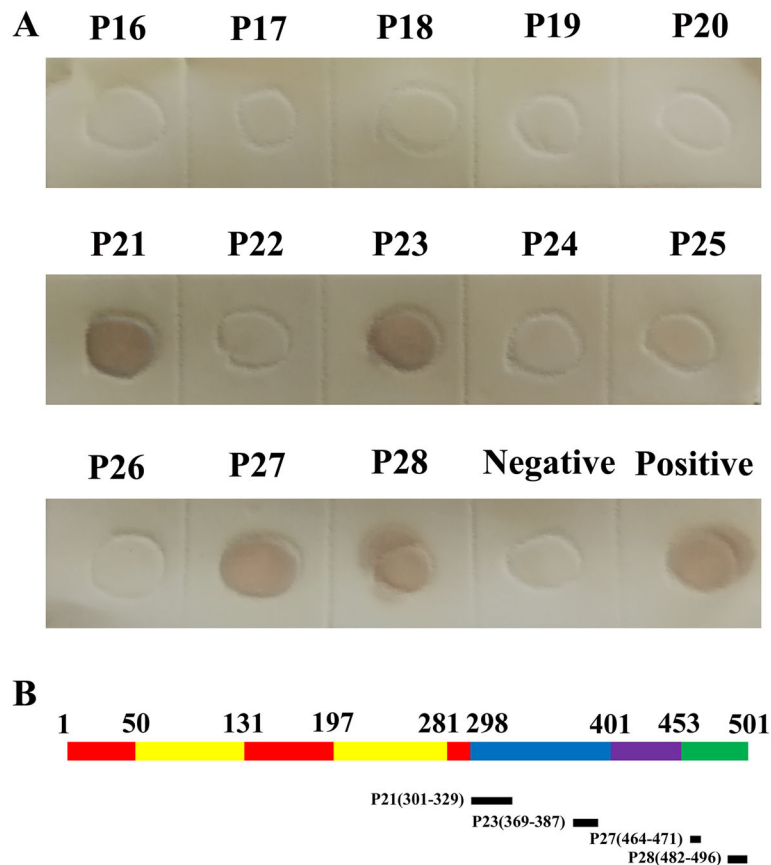 A
P16 P17 P18 P19 P20
P21 P22 P23 P24 P25
P26 P27 P28 Negative Positive
B
1 50 131 197 281 298 401 453 501
P21(301-329)
P23(369-387)
P27(464-471)
P28(482-496)